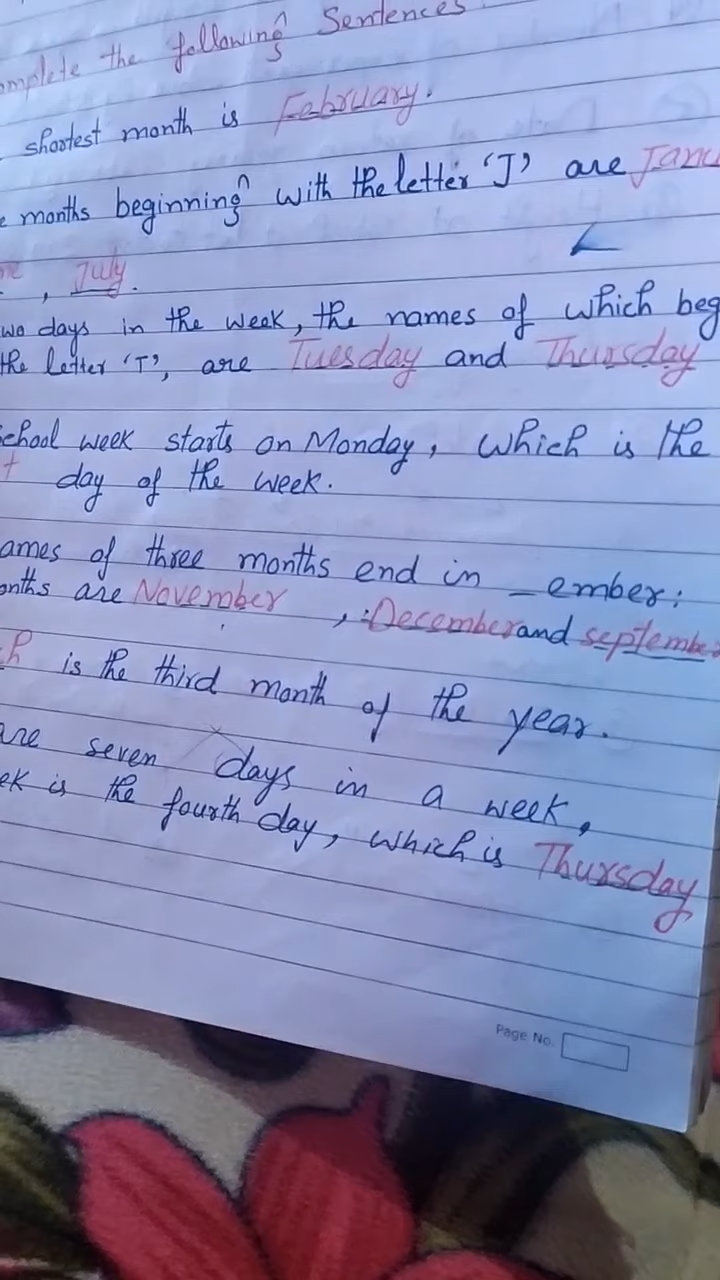 omplete the following Sentences
shortest month is February.
e months beginning with the letter 'J' are Janu
ne, July.
wo days in the week, the names of which beg
the letter 'T', are Tuesday and Thursday
school week starts on Monday, which is the
t day of the week.
ames of three months end in _ ember:
onths are November, :December and septembe
ch is the third month of the year.
are seven days in a week,
ek is the fourth day, which is Thursday
Page No.